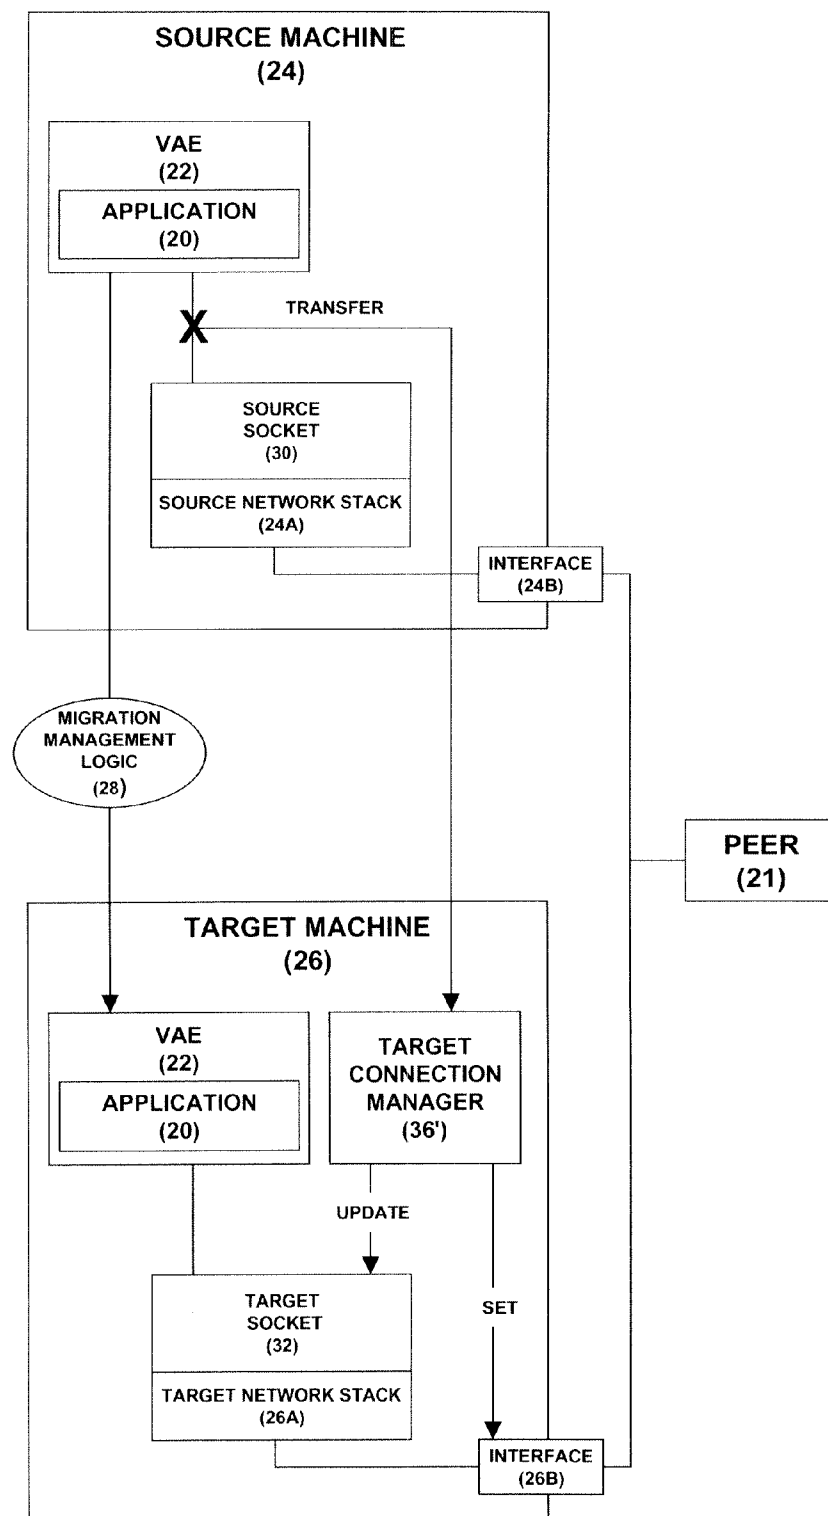 SOURCE MACHINE
(24)
VAE
(22)
APPLICATION
(20)
TRANSFER
X
SOURCE
SOCKET
(30)
SOURCE NETWORK STACK
(24A)
INTERFACE
(24B)
MIGRATION
MANAGEMENT
LOGIC
(28)
PEER
(21)
TARGET MACHINE
(26)
VAE
(22)
APPLICATION
(20)
TARGET
CONNECTION
MANAGER
(36')
UPDATE
SET
TARGET
SOCKET
(32)
TARGET NETWORK STACK
(26A)
INTERFACE
(26B)